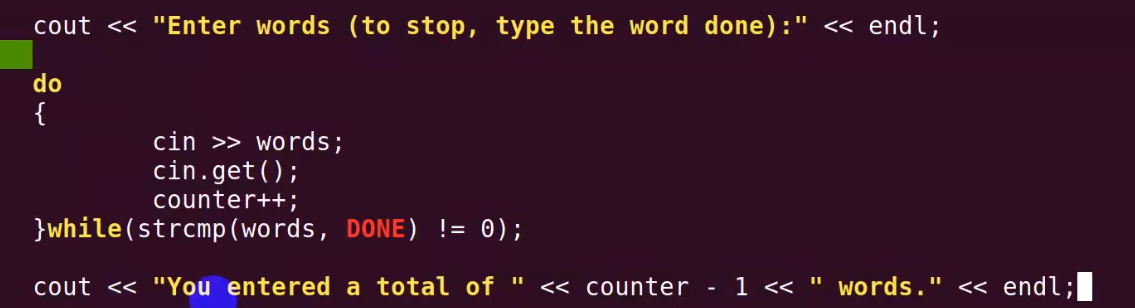 cout << "Enter words (to stop, type the word done):" << endl;
do
{
cin >> words;
cin.get();
counter++;
}while(strcmp(words, DONE) != 0);
cout << "You entered a total of " << counter - 1 << " words." << endl;